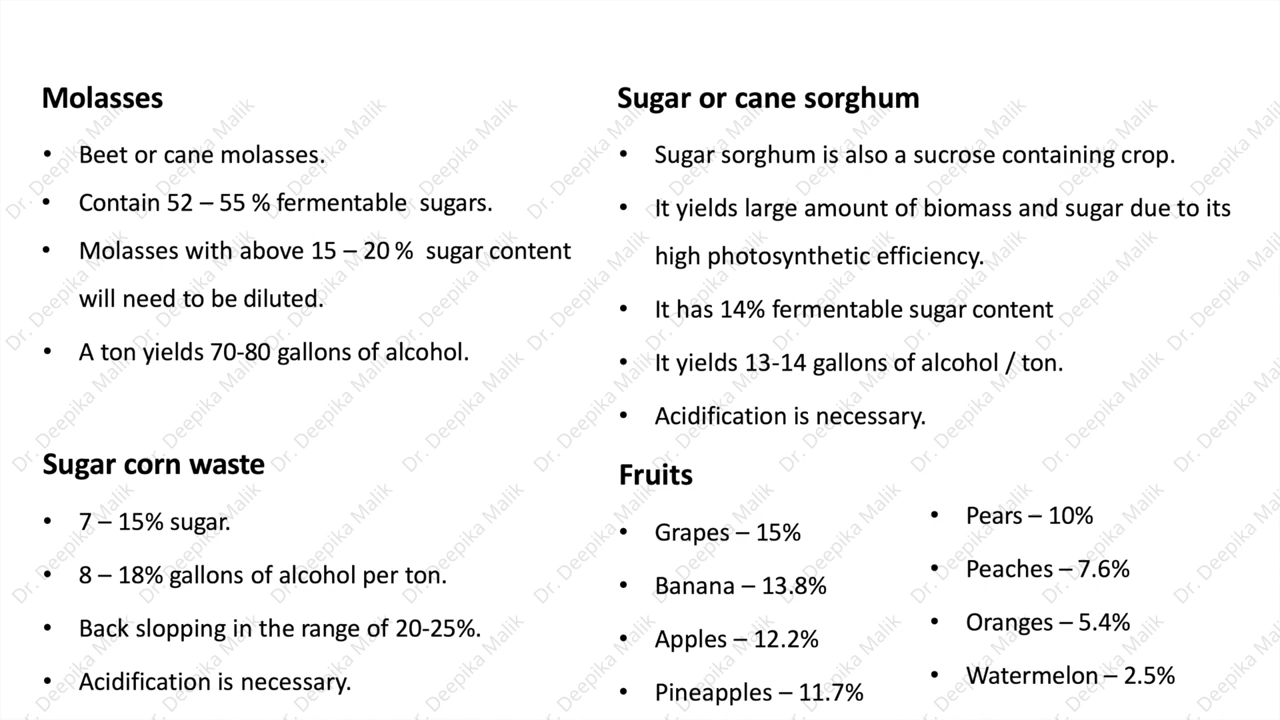 Molasses
• Beet or cane molasses.
• Contain 52 – 55 % fermentable sugars.
• Molasses with above 15 – 20 % sugar content
will need to be diluted.
• A ton yields 70-80 gallons of alcohol.
Sugar corn waste
• 7 – 15% sugar.
• 8 – 18% gallons of alcohol per ton.
• Back slopping in the range of 20-25%.
• Acidification is necessary.
Sugar or cane sorghum
• Sugar sorghum is also a sucrose containing crop.
• It yields large amount of biomass and sugar due to its
high photosynthetic efficiency.
• It has 14% fermentable sugar content
• It yields 13-14 gallons of alcohol / ton.
• Acidification is necessary.
Fruits
• Grapes – 15%
• Banana – 13.8%
• Apples – 12.2%
• Pineapples – 11.7%
• Pears – 10%
• Peaches – 7.6%
• Oranges – 5.4%
• Watermelon – 2.5%
Dr. Deepika Malik